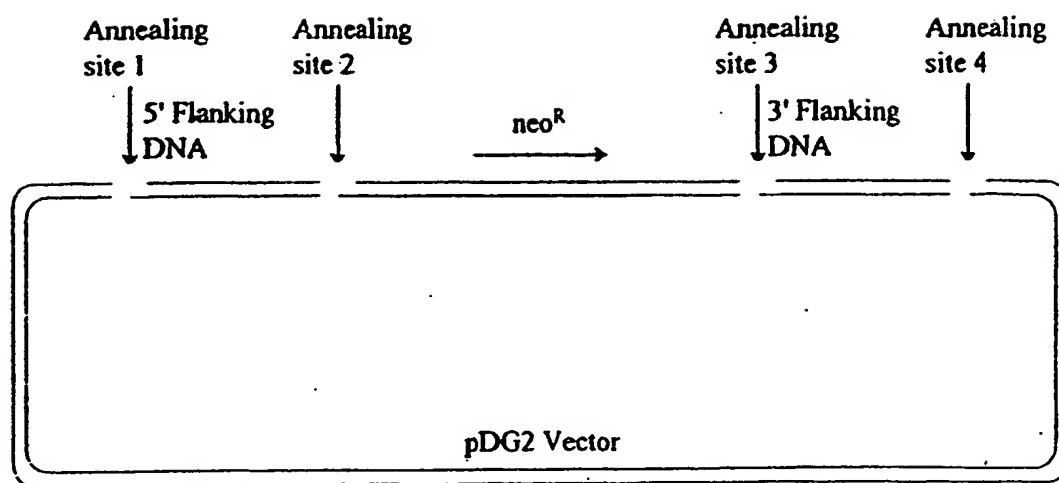 Annealing
site 1
Annealing
site 2
Annealing
site 3
Annealing
site 4
5' Flanking
DNA
neoᴿ
3' Flanking
DNA
pDG2 Vector